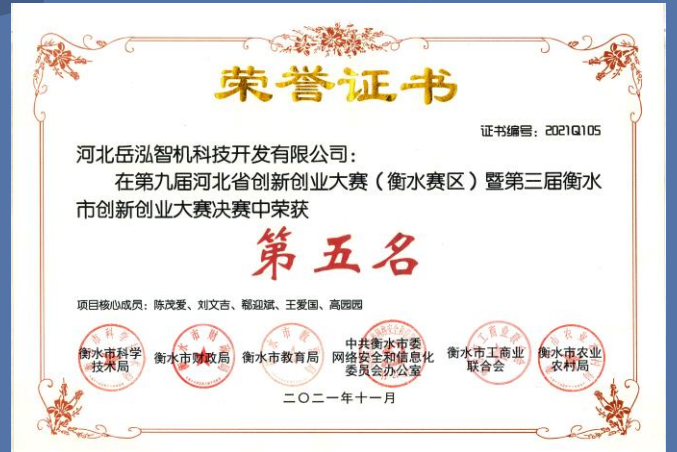 荣誉证书
证书编号：2021Q105
河北岳泓智机科技开发有限公司：
在第九届河北省创新创业大赛（衡水赛区）暨第三届衡水
市创新创业大赛决赛中荣获
第五名
项目核心成员：陈茂爱、刘文吉、郗迎斌、王爱国、高园园
衡水市科学
技术局
衡水市财政局
衡水市教育局
中共衡水市委
网络安全和信息化
委员会办公室
衡水市工商业
联合会
衡水市农业
农村局
二〇二一年十一月